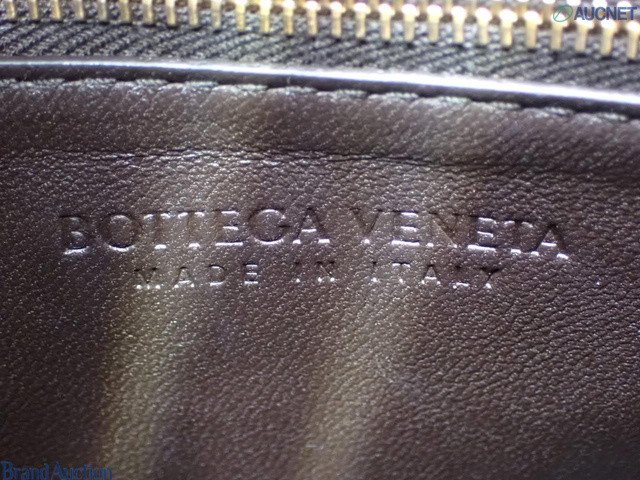 AUCNET
BOTTEGA VENETA
MADE IN ITALY
Brand Auction